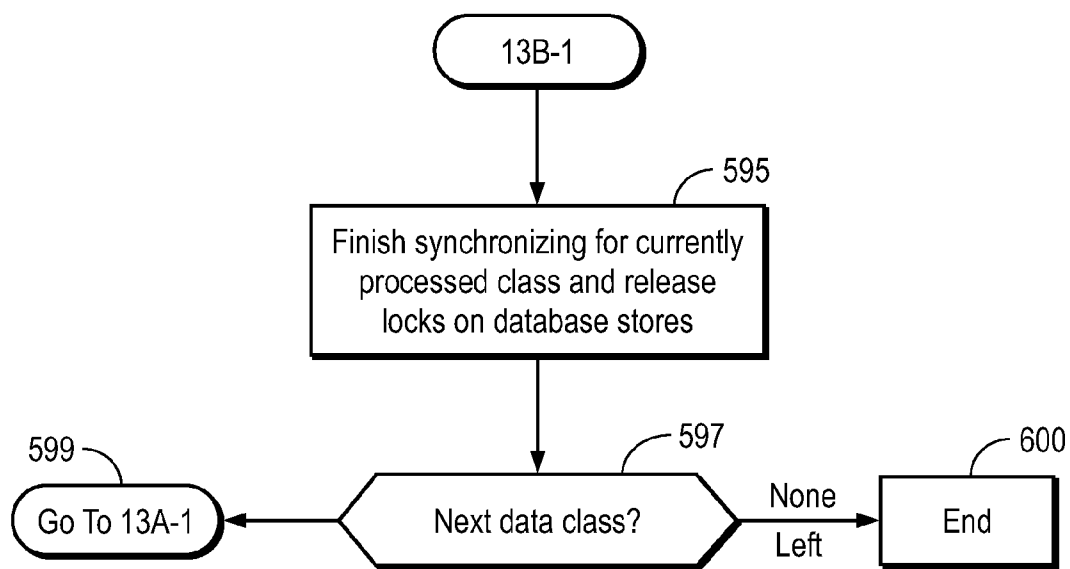 13B-1
595
Finish synchronizing for currently
processed class and release
locks on database stores
599
597
600
Go To 13A-1
Next data class?
None
Left
End